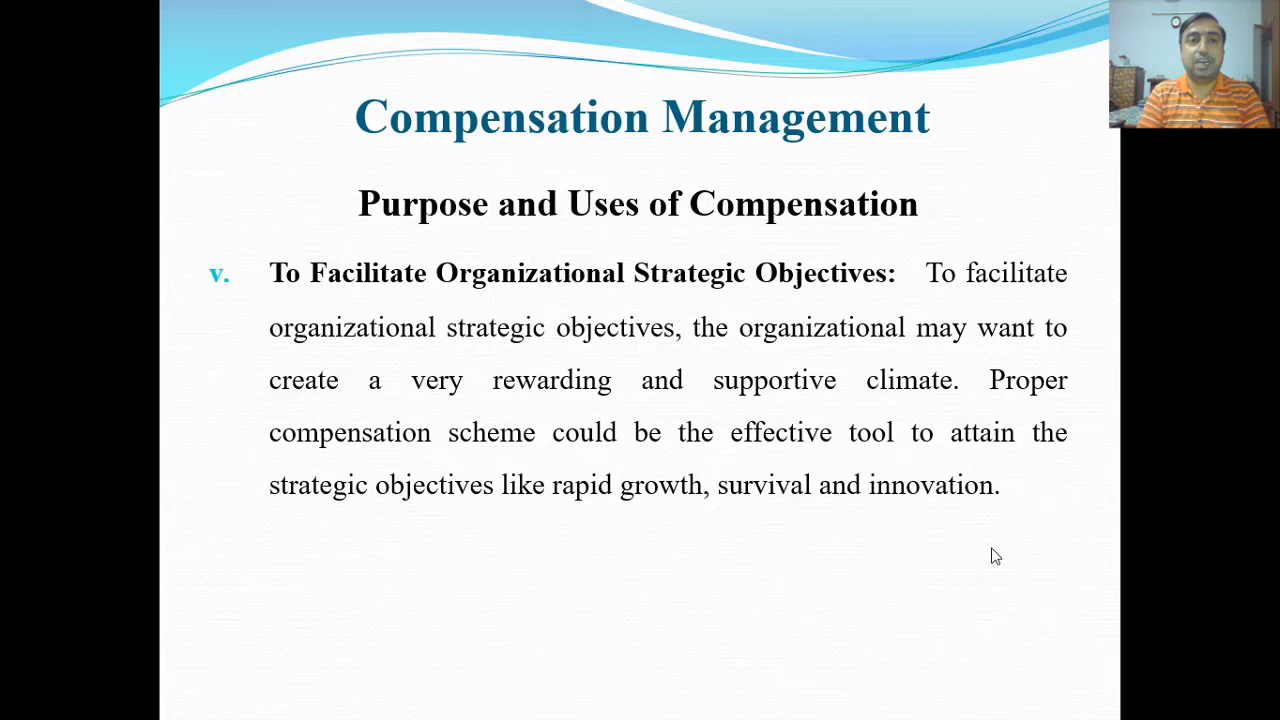 Compensation Management
Purpose and Uses of Compensation
v. To Facilitate Organizational Strategic Objectives: To facilitate
organizational strategic objectives, the organizational may want to
create a very rewarding and supportive climate. Proper
compensation scheme could be the effective tool to attain the
strategic objectives like rapid growth, survival and innovation.